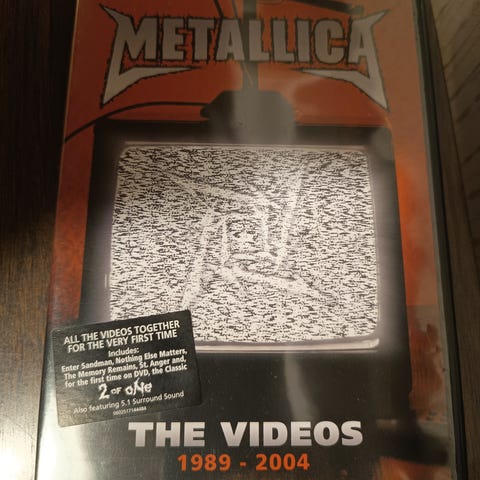 METALLICA
ALL THE VIDEOS TOGETHER
FOR THE VERY FIRST TIME
Includes:
Enter Sandman, Nothing Else Matters,
The Memory Remains, St. Anger and,
for the first time on DVD, the Classic
2 OF ONE
Also featuring 5.1 Surround Sound
0602517144484
THE VIDEOS
1989 - 2004